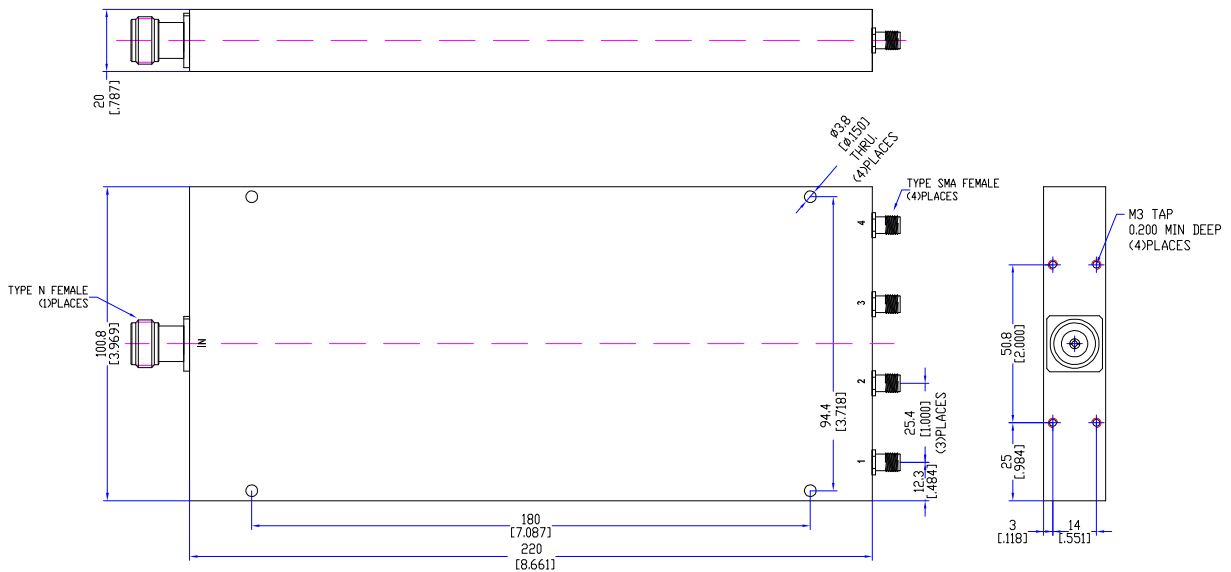 20
[.787]
Ø3.8
[Ø.150]
THRU.
(4)PLACES
TYPE SMA FEMALE
(4)PLACES
4
3
2
1
TYPE N FEMALE
(1)PLACES
IN
100.8
[3.969]
94.4
[3.718]
25.4
[1.000]
(3)PLACES
12.3
[.484]
180
[7.087]
220
[8.661]
M3 TAP
0.200 MIN DEEP
(4)PLACES
50.8
[2.000]
25
[.984]
3
[.118]
14
[.551]